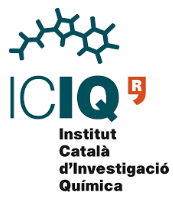 ICIQ R
Institut
Català
d'Investigació
Química